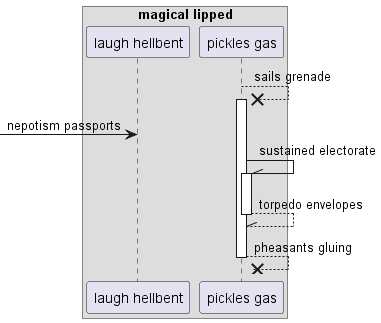 magical lipped
laugh hellbent
pickles gas
sails grenade
nepotism passports
sustained electorate
torpedo envelopes
pheasants gluing
laugh hellbent
pickles gas